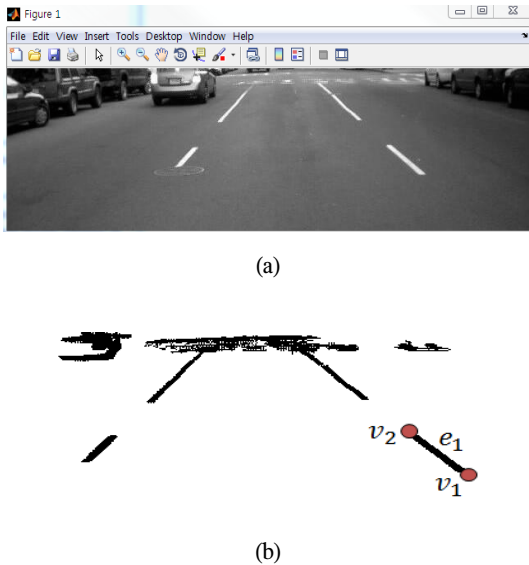 Figure 1
File Edit View Insert Tools Desktop Window Help
(a)
v₂
e₁
v₁
(b)